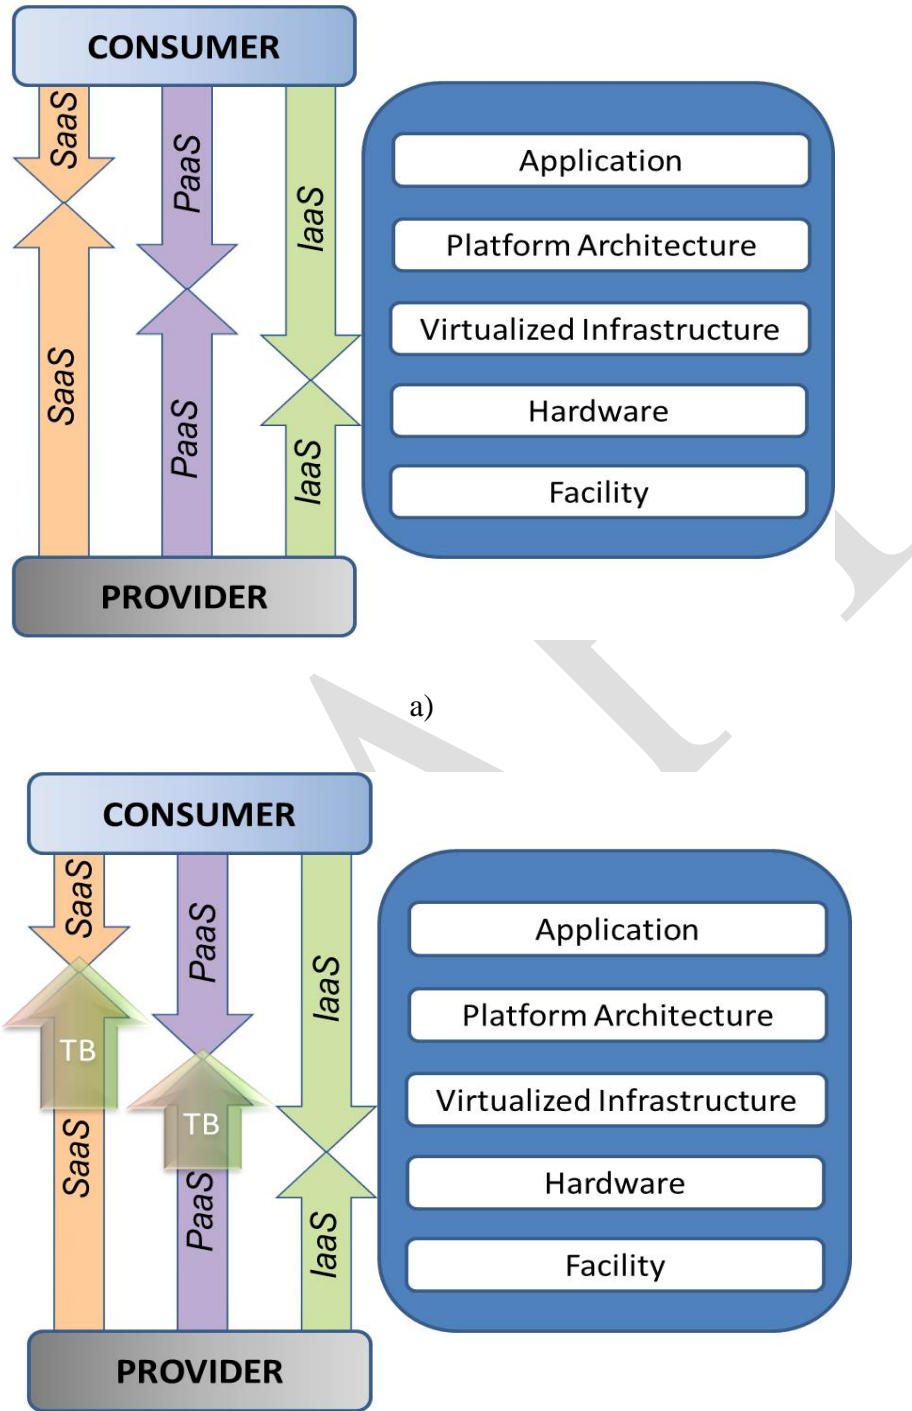 CONSUMER
SaaS
PaaS
IaaS
SaaS
PaaS
IaaS
PROVIDER
Application
Platform Architecture
Virtualized Infrastructure
Hardware
Facility
a)
CONSUMER
SaaS
PaaS
IaaS
TB
TB
SaaS
PaaS
IaaS
PROVIDER
Application
Platform Architecture
Virtualized Infrastructure
Hardware
Facility